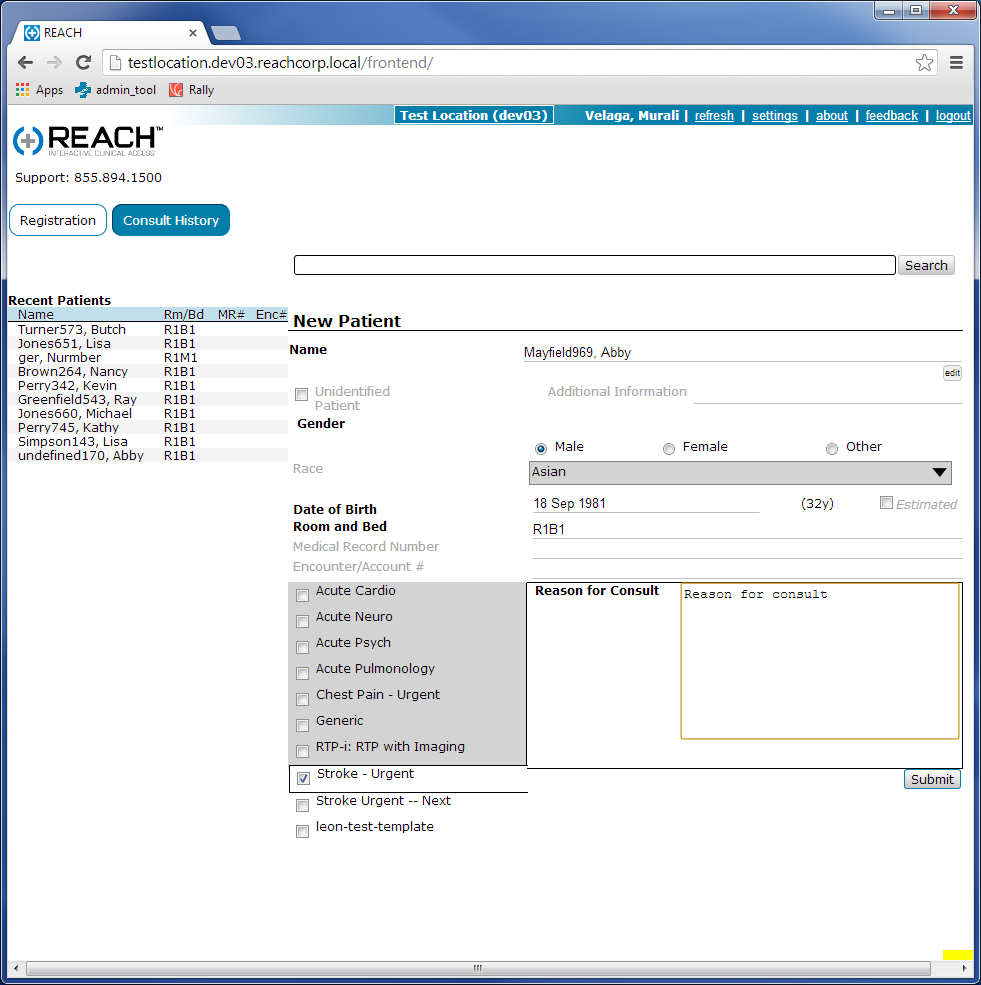 REACH
testlocation.dev03.reachcorp.local/frontend/
Apps admin_tool Rally
Test Location (dev03) Velaga, Murali | refresh | settings | about | feedback | logout
REACH™
INTERACTIVE CLINICAL ACCESS
Support: 855.894.1500
Registration Consult History
Search
Recent Patients
Name Rm/Bd MR# Enc#
Turner573, Butch R1B1
Jones651, Lisa R1B1
ger, Nurmber R1M1
Brown264, Nancy R1B1
Perry342, Kevin R1B1
Greenfield543, Ray R1B1
Jones660, Michael R1B1
Perry745, Kathy R1B1
Simpson143, Lisa R1B1
undefined170, Abby R1B1
New Patient
Name Mayfield969, Abby
edit
Unidentified Patient Additional Information
Gender
Male Female Other
Race Asian
Date of Birth 18 Sep 1981 (32y) Estimated
Room and Bed R1B1
Medical Record Number
Encounter/Account #
Acute Cardio
Acute Neuro
Acute Psych
Acute Pulmonology
Chest Pain - Urgent
Generic
RTP-i: RTP with Imaging
Stroke - Urgent
Stroke Urgent -- Next
leon-test-template
Reason for Consult Reason for consult
Submit